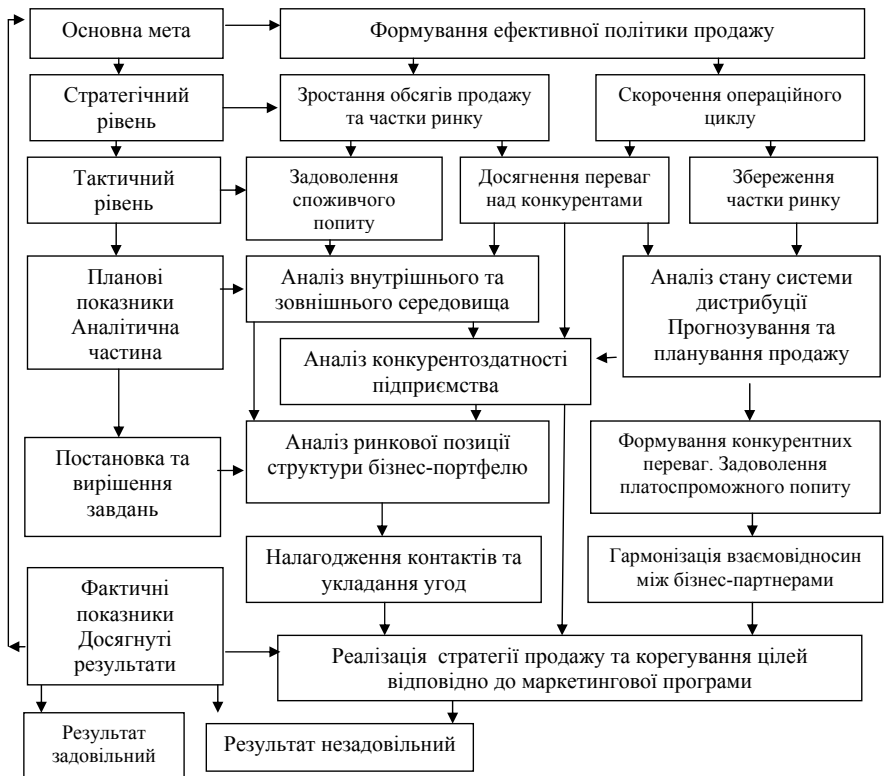 Основна мета
Формування ефективної політики продажу
Стратегічний
рівень
Зростання обсягів продажу
та частки ринку
Скорочення операційного
циклу
Тактичний
рівень
Задоволення
споживчого
попиту
Досягнення переваг
над конкурентами
Збереження
частки ринку
Планові
показники
Аналітична
частина
Аналіз внутрішнього та
зовнішнього середовища
Аналіз стану системи
дистрибуції
Прогнозування та
планування продажу
Аналіз конкурентоздатності
підприємства
Постановка та
вирішення
завдань
Аналіз ринкової позиції
структури бізнес-портфелю
Формування конкурентних
переваг. Задоволення
платоспроможного попиту
Налагодження контактів та
укладання угод
Гармонізація взаємовідносин
між бізнес-партнерами
Фактичні
показники
Досягнуті
результати
Реалізація стратегії продажу та корегування цілей
відповідно до маркетингової програми
Результат
задовільний
Результат незадовільний